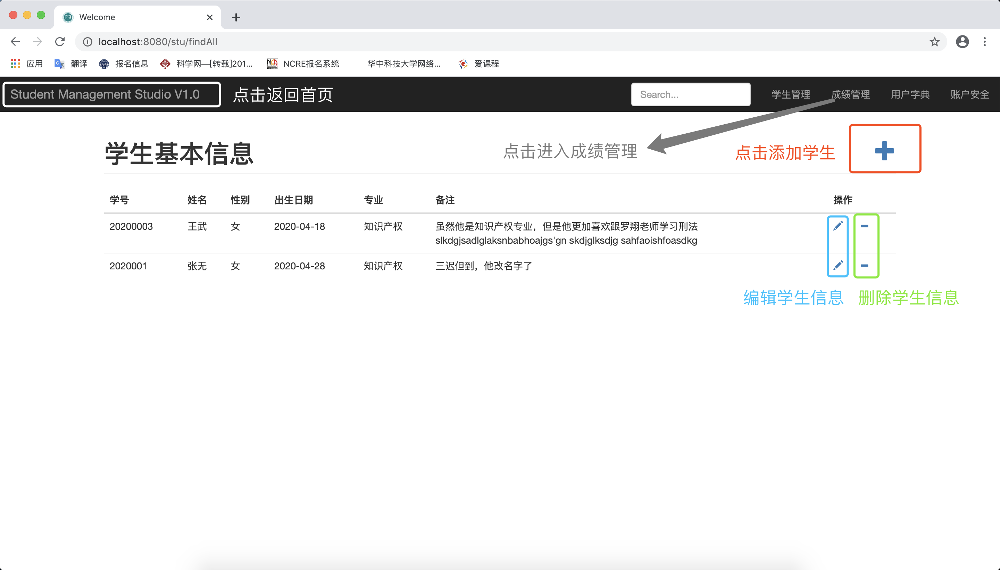 Welcome
localhost:8080/stu/findAll
应用 翻译 报名信息 科学网—[转载]201... NCRE报名系统 华中科技大学网络... 爱课程
Student Management Studio V1.0 点击返回首页 Search... 学生管理 成绩管理 用户字典 账户安全
学生基本信息 点击进入成绩管理 点击添加学生
学号 姓名 性别 出生日期 专业 备注 操作
20200003 王武 女 2020-04-18 知识产权 虽然他是知识产权专业，但是他更加喜欢跟罗翔老师学习刑法
slkdgjsadlglaksnbabhoajgs'gn skdjglksdjg sahfaoishfoasdkg
2020001 张无 女 2020-04-28 知识产权 三迟但到，他改名字了
编辑学生信息 删除学生信息